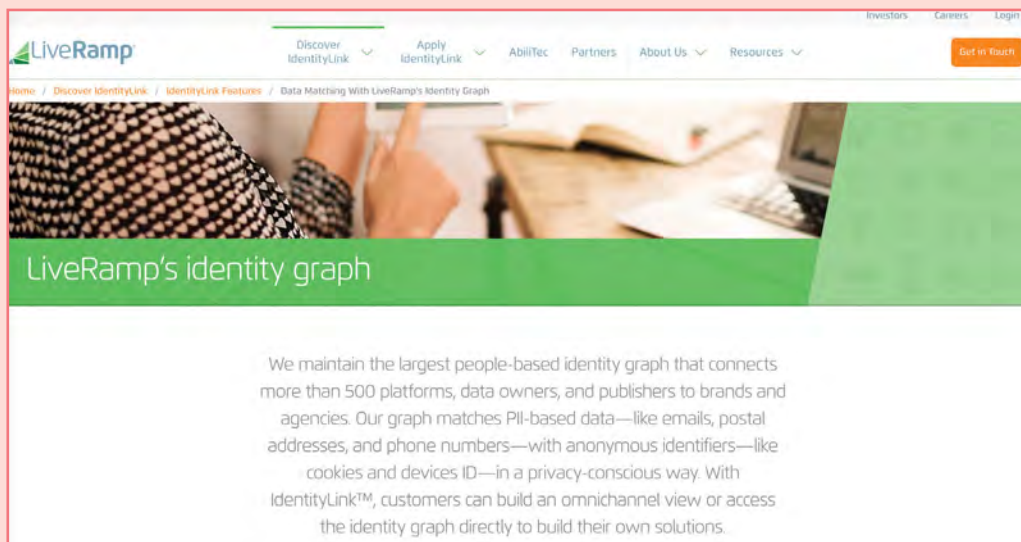 Investors Careers Login
LiveRamp
Discover IdentityLink
Apply IdentityLink
AbiliTec Partners About Us Resources
Get in Touch
Home / Discover IdentityLink / IdentityLink Features / Data Matching With LiveRamp's Identity Graph
LiveRamp's identity graph
We maintain the largest people-based identity graph that connects
more than 500 platforms, data owners, and publishers to brands and
agencies. Our graph matches PII-based data—like emails, postal
addresses, and phone numbers—with anonymous identifiers—like
cookies and devices ID—in a privacy-conscious way. With
IdentityLink™, customers can build an omnichannel view or access
the identity graph directly to build their own solutions.